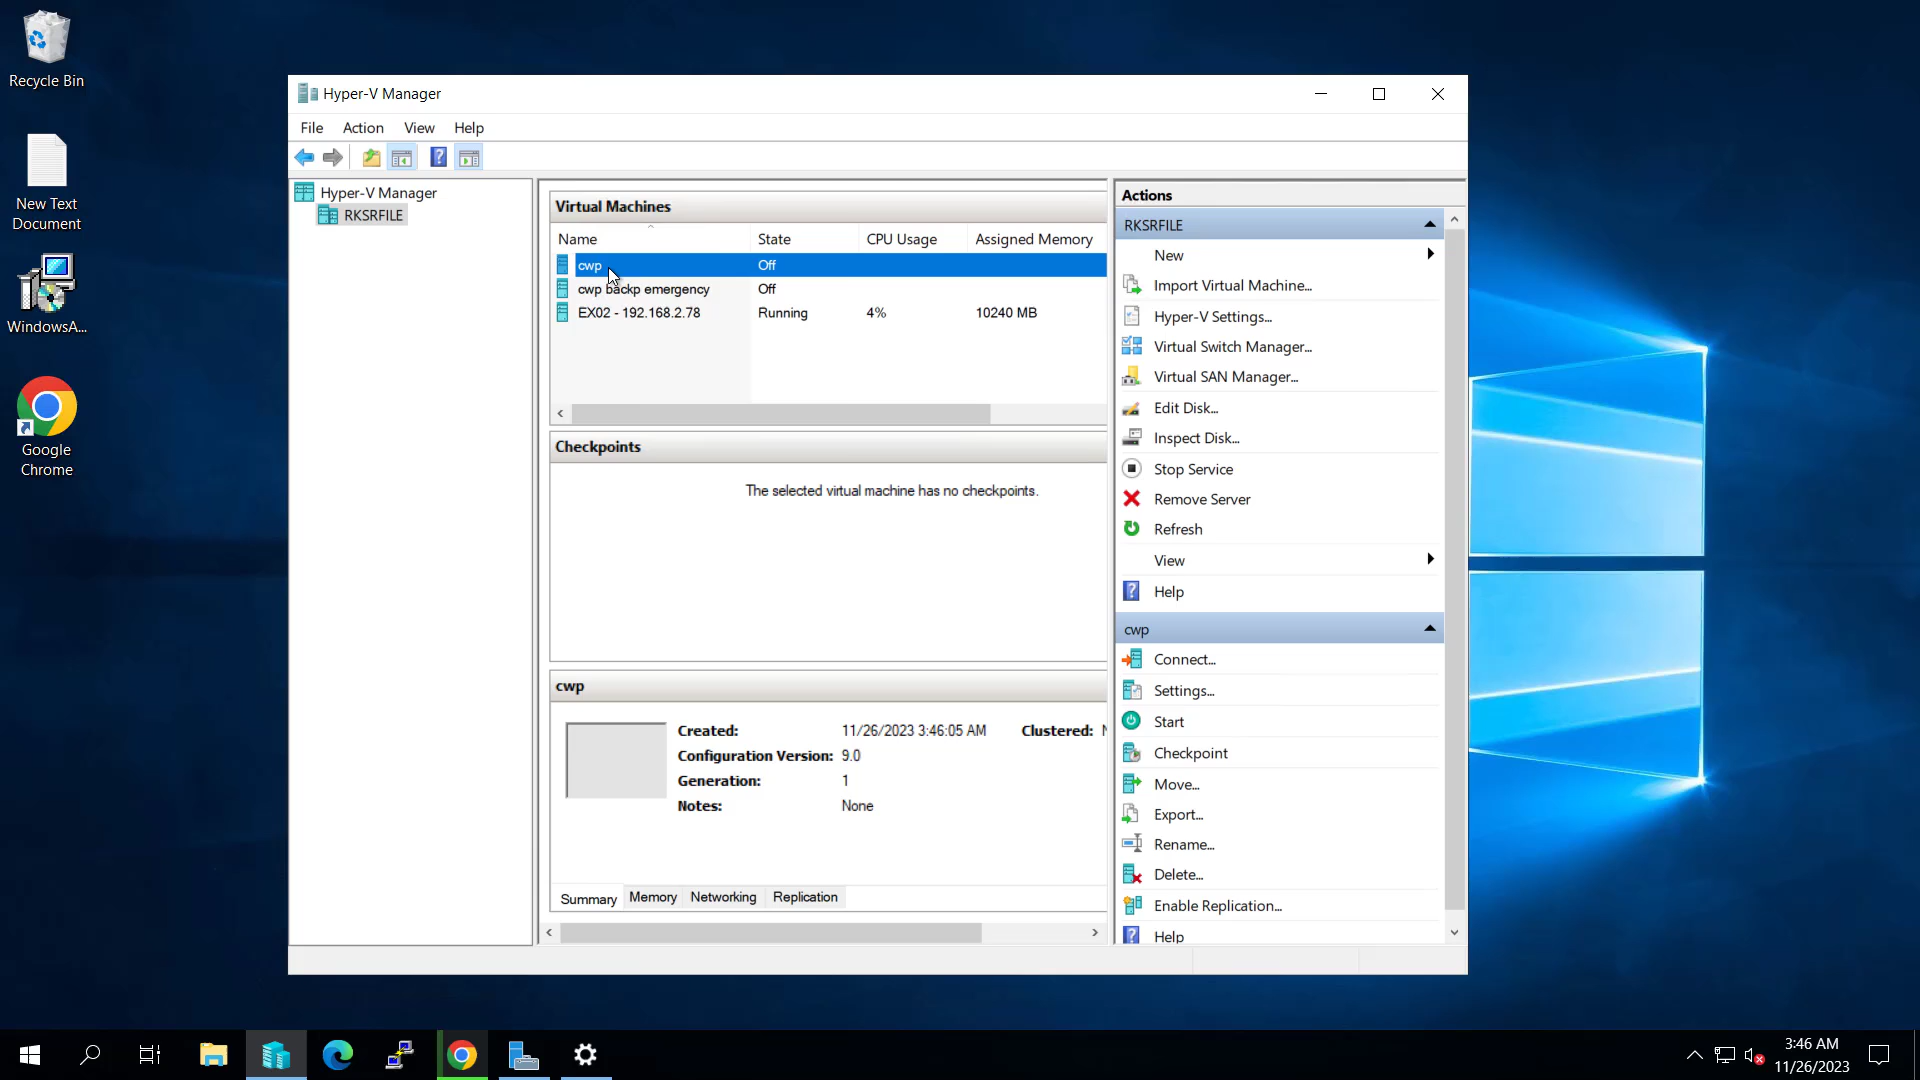 Recycle Bin
New Text
Document
WindowsA...
Google
Chrome
Hyper-V Manager
File Action View Help
Hyper-V Manager
RKSRFILE
Virtual Machines
Name State CPU Usage Assigned Memory
cwp Off
cwp backp emergency Off
EX02 - 192.168.2.78 Running 4% 10240 MB
Checkpoints
The selected virtual machine has no checkpoints.
cwp
Created: 11/26/2023 3:46:05 AM Clustered:
Configuration Version: 9.0
Generation: 1
Notes: None
Summary Memory Networking Replication
Actions
RKSRFILE
New
Import Virtual Machine...
Hyper-V Settings...
Virtual Switch Manager...
Virtual SAN Manager...
Edit Disk...
Inspect Disk...
Stop Service
Remove Server
Refresh
View
Help
cwp
Connect...
Settings...
Start
Checkpoint
Move...
Export...
Rename...
Delete...
Enable Replication...
Help
3:46 AM
11/26/2023